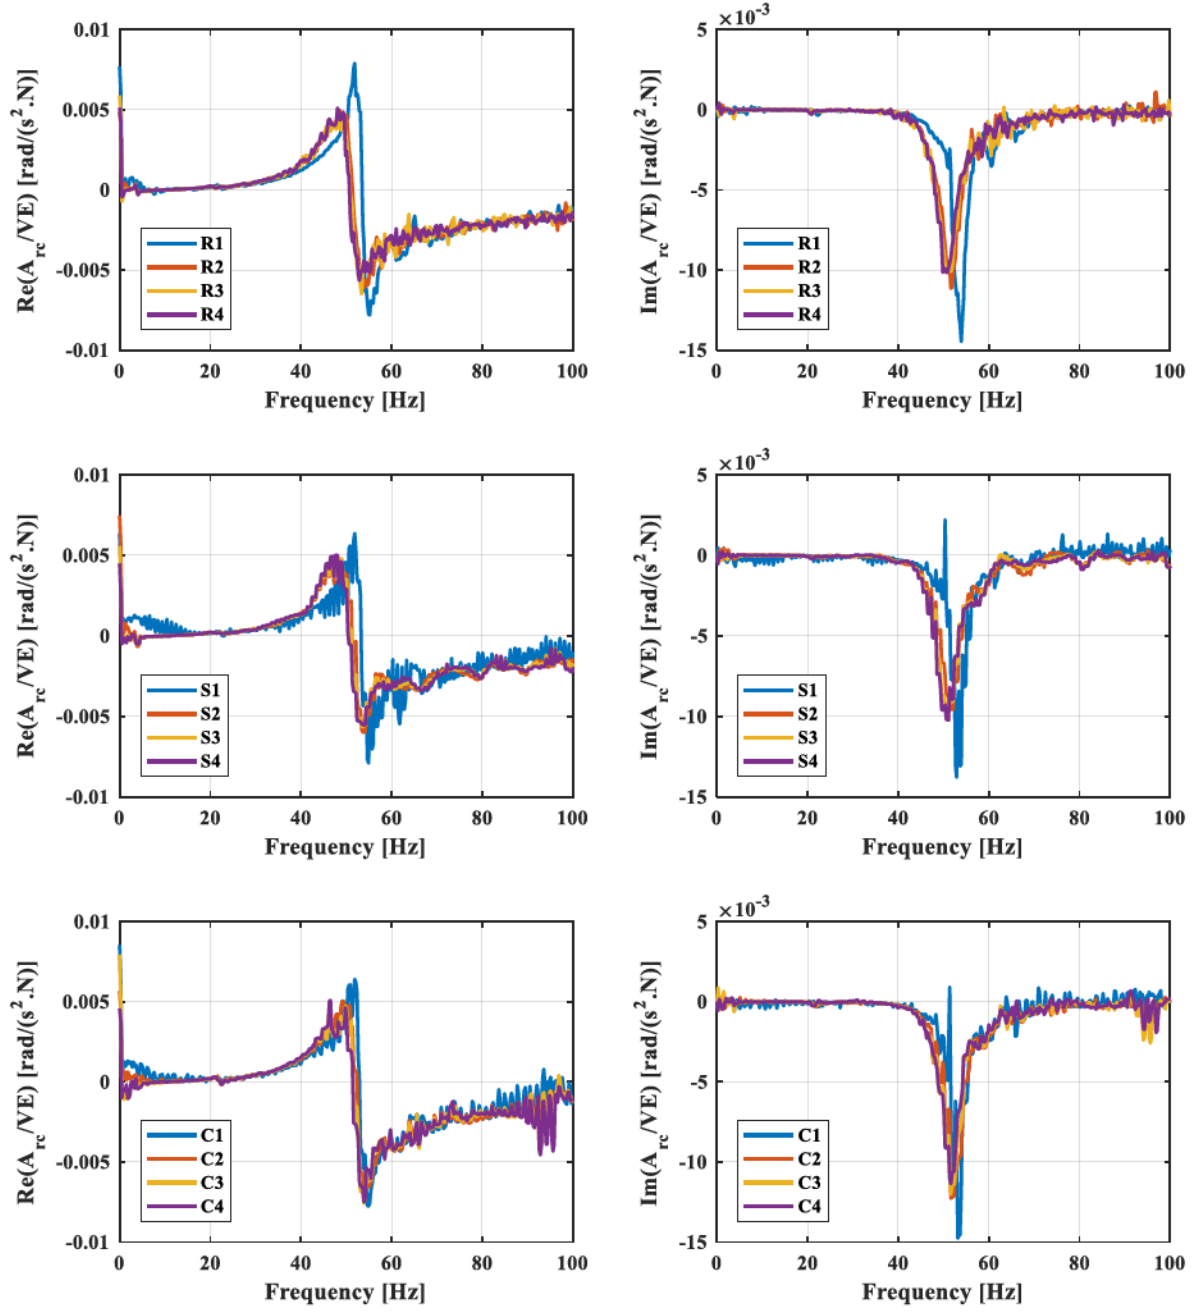 0.01
0.005
0
-0.005
-0.01
Re(A_rc/VE) [rad/(s^2.N)]
R1
R2
R3
R4
0 20 40 60 80 100
Frequency [Hz]
×10^-3
5
0
-5
-10
-15
Im(A_rc/VE) [rad/(s^2.N)]
R1
R2
R3
R4
0 20 40 60 80 100
Frequency [Hz]
0.01
0.005
0
-0.005
-0.01
Re(A_rc/VE) [rad/(s^2.N)]
S1
S2
S3
S4
0 20 40 60 80 100
Frequency [Hz]
×10^-3
5
0
-5
-10
-15
Im(A_rc/VE) [rad/(s^2.N)]
S1
S2
S3
S4
0 20 40 60 80 100
Frequency [Hz]
0.01
0.005
0
-0.005
-0.01
Re(A_rc/VE) [rad/(s^2.N)]
C1
C2
C3
C4
0 20 40 60 80 100
Frequency [Hz]
×10^-3
5
0
-5
-10
-15
Im(A_rc/VE) [rad/(s^2.N)]
C1
C2
C3
C4
0 20 40 60 80 100
Frequency [Hz]